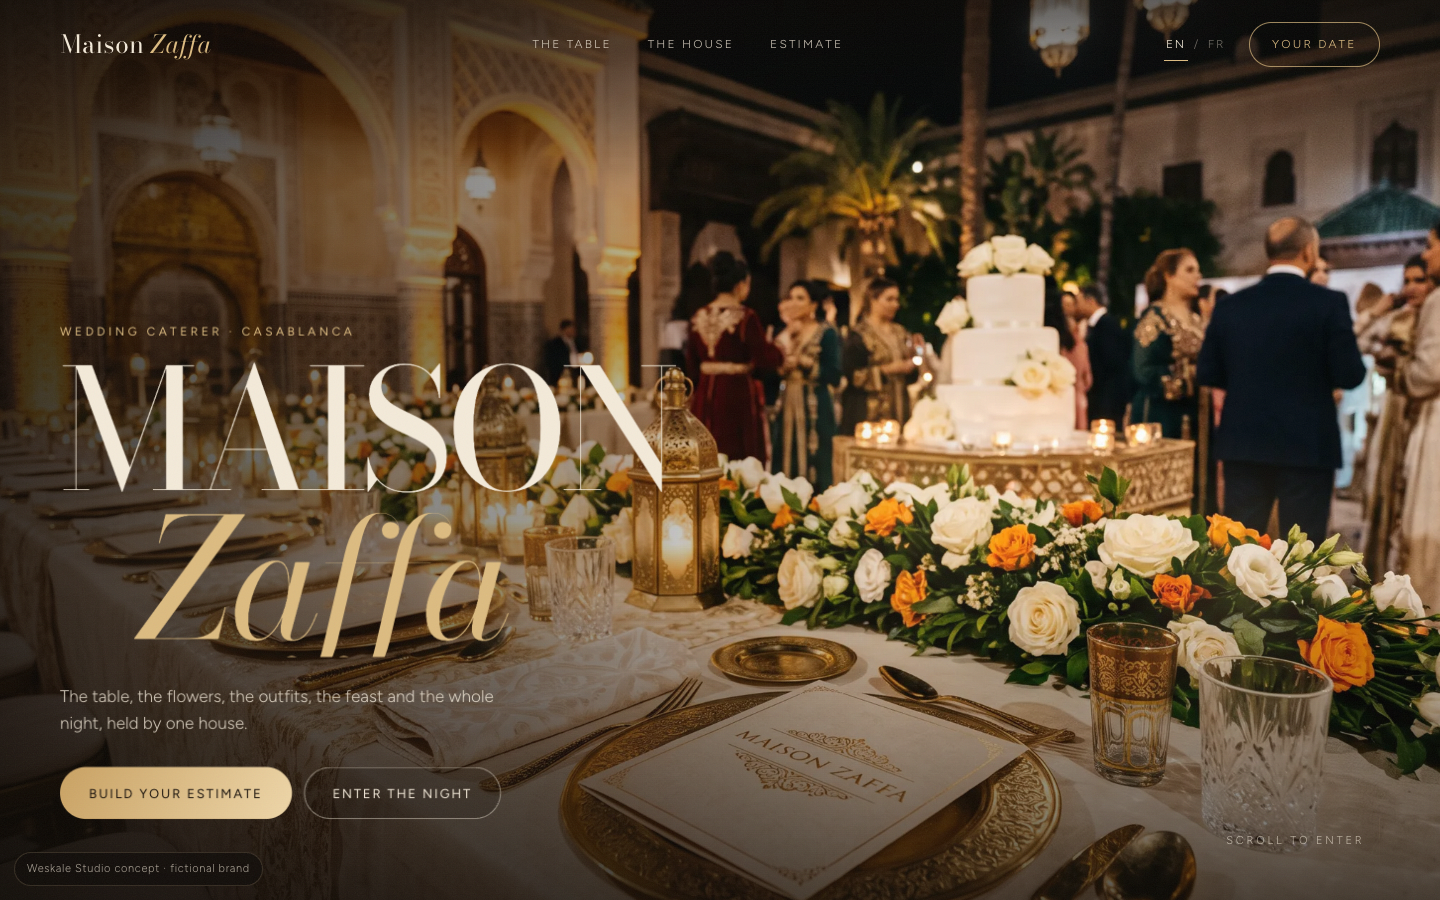 Maison Zaffa
THE TABLE
THE HOUSE
ESTIMATE
EN / FR
YOUR DATE
WEDDING CATERER · CASABLANCA
MAISON
Zaffa
The table, the flowers, the outfits, the feast and the whole
night, held by one house.
BUILD YOUR ESTIMATE
ENTER THE NIGHT
MAISON ZAFFA
SCROLL TO ENTER
Weskale Studio concept · fictional brand